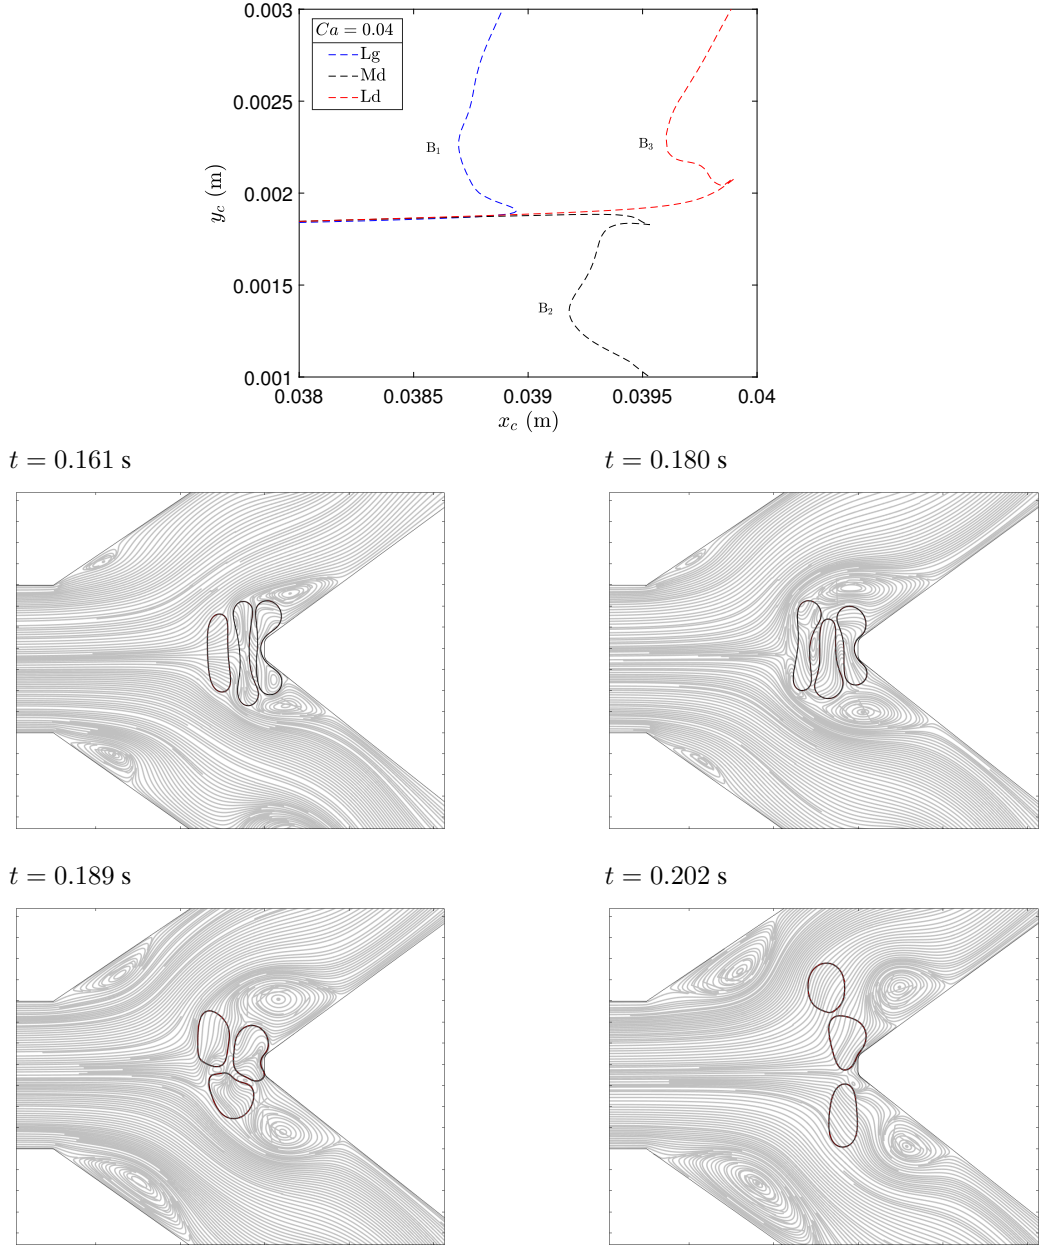 0.003
Ca = 0.04
Lg
Md
Ld
0.0025
B₁
B₃
0.002
y_c (m)
0.0015
B₂
0.001
0.038 0.0385 0.039 0.0395 0.04
x_c (m)
t = 0.161 s
t = 0.180 s
t = 0.189 s
t = 0.202 s